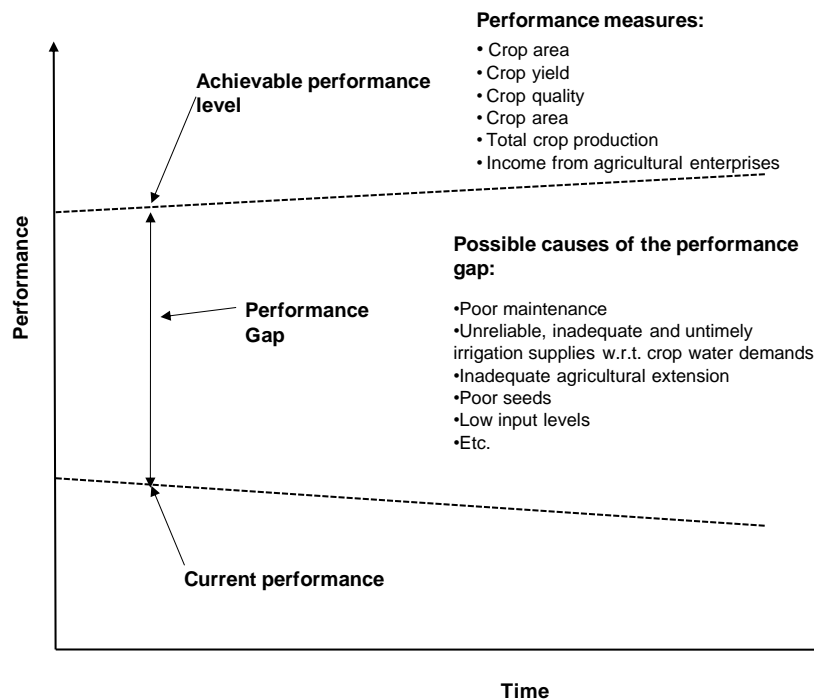 Performance measures:
• Crop area
• Crop yield
• Crop quality
• Crop area
• Total crop production
• Income from agricultural enterprises
Achievable performance
level
Performance
Possible causes of the performance
gap:
•Poor maintenance
•Unreliable, inadequate and untimely
irrigation supplies w.r.t. crop water demands
•Inadequate agricultural extension
•Poor seeds
•Low input levels
•Etc.
Performance
Gap
Current performance
Time